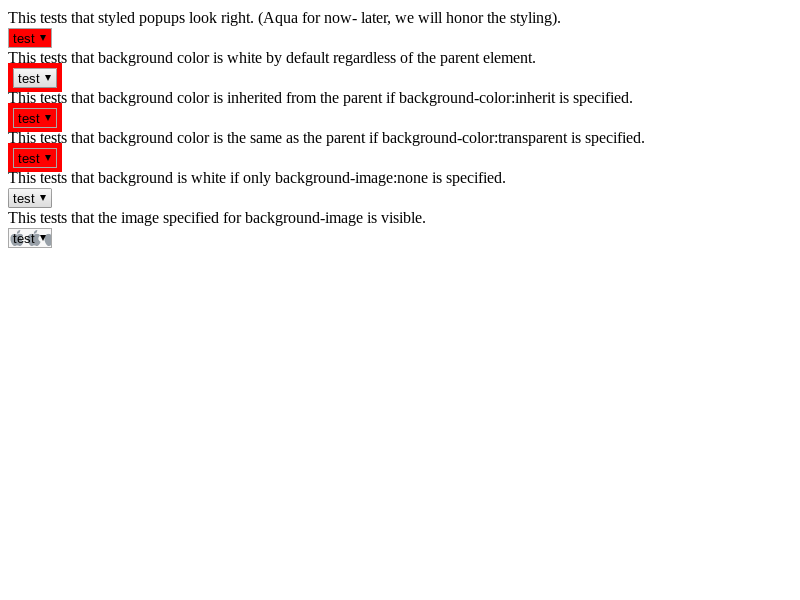 This tests that styled popups look right. (Aqua for now- later, we will honor the styling).
test
This tests that background color is white by default regardless of the parent element.
test
This tests that background color is inherited from the parent if background-color:inherit is specified.
test
This tests that background color is the same as the parent if background-color:transparent is specified.
test
This tests that background is white if only background-image:none is specified.
test
This tests that the image specified for background-image is visible.
test